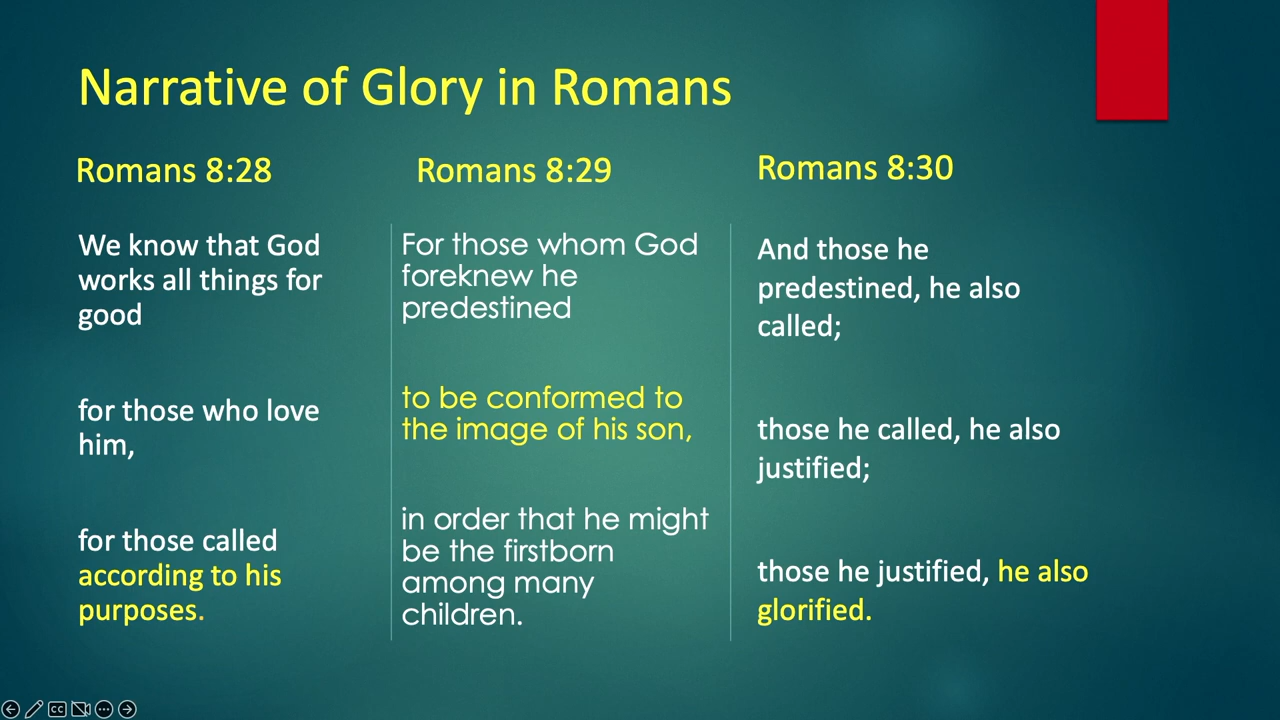 Narrative of Glory in Romans
Romans 8:28
We know that God
works all things for
good
for those who love
him,
for those called
according to his
purposes.
Romans 8:29
For those whom God
foreknew he
predestined
to be conformed to
the image of his son,
in order that he might
be the firstborn
among many
children.
Romans 8:30
And those he
predestined, he also
called;
those he called, he also
justified;
those he justified, he also
glorified.
CC